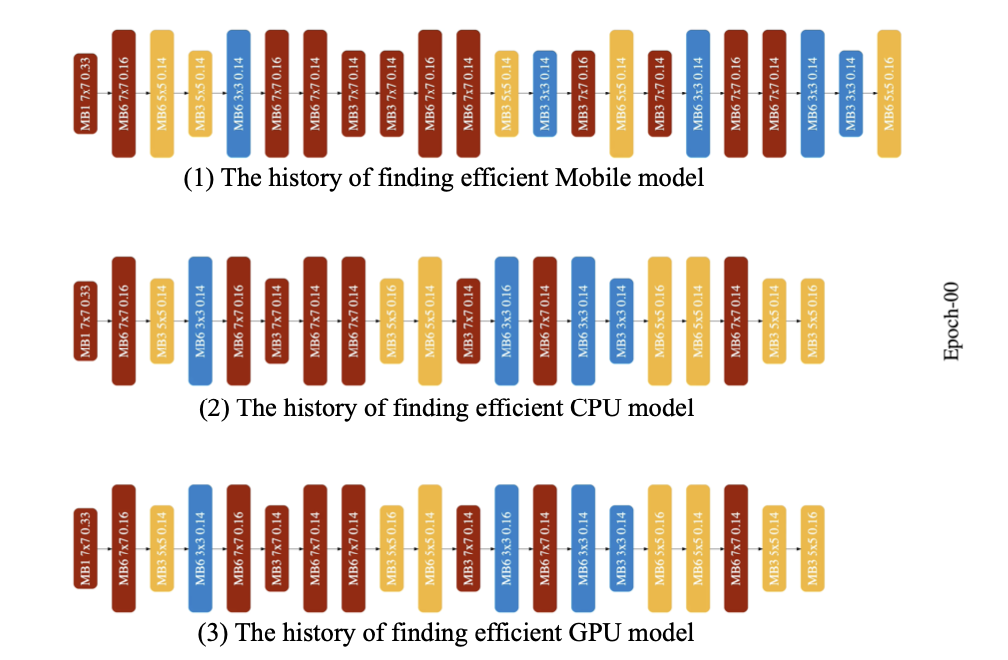 MB1 7x7 0.33
MB6 7x7 0.16
MB6 5x5 0.14
MB3 5x5 0.14
MB6 3x3 0.14
MB6 7x7 0.16
MB6 7x7 0.14
MB3 7x7 0.14
MB3 7x7 0.14
MB6 7x7 0.16
MB6 7x7 0.14
MB3 5x5 0.14
MB3 3x3 0.14
MB3 7x7 0.16
MB6 5x5 0.14
MB3 7x7 0.14
MB6 3x3 0.14
MB6 7x7 0.16
MB6 7x7 0.14
MB6 3x3 0.14
MB3 3x3 0.14
MB6 5x5 0.16
(1) The history of finding efficient Mobile model
MB1 7x7 0.33
MB6 7x7 0.16
MB3 5x5 0.14
MB6 3x3 0.14
MB6 7x7 0.16
MB3 7x7 0.14
MB6 7x7 0.14
MB6 7x7 0.14
MB3 5x5 0.16
MB6 5x5 0.14
MB3 7x7 0.14
MB6 3x3 0.16
MB6 7x7 0.14
MB6 3x3 0.14
MB3 3x3 0.14
MB6 5x5 0.16
MB6 5x5 0.14
MB6 7x7 0.14
MB3 5x5 0.14
MB3 5x5 0.16
(2) The history of finding efficient CPU model
MB1 7x7 0.33
MB6 7x7 0.16
MB3 5x5 0.14
MB6 3x3 0.14
MB6 7x7 0.16
MB3 7x7 0.14
MB6 7x7 0.14
MB6 7x7 0.14
MB3 5x5 0.16
MB6 5x5 0.14
MB3 7x7 0.14
MB6 3x3 0.16
MB6 7x7 0.14
MB6 3x3 0.14
MB3 3x3 0.14
MB6 5x5 0.16
MB6 5x5 0.14
MB6 7x7 0.14
MB3 5x5 0.14
MB3 5x5 0.16
(3) The history of finding efficient GPU model
Epoch-00